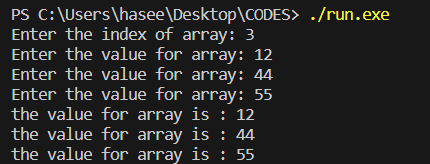 PS C:\Users\hasee\Desktop\CODES> ./run.exe
Enter the index of array: 3
Enter the value for array: 12
Enter the value for array: 44
Enter the value for array: 55
the value for array is : 12
the value for array is : 44
the value for array is : 55